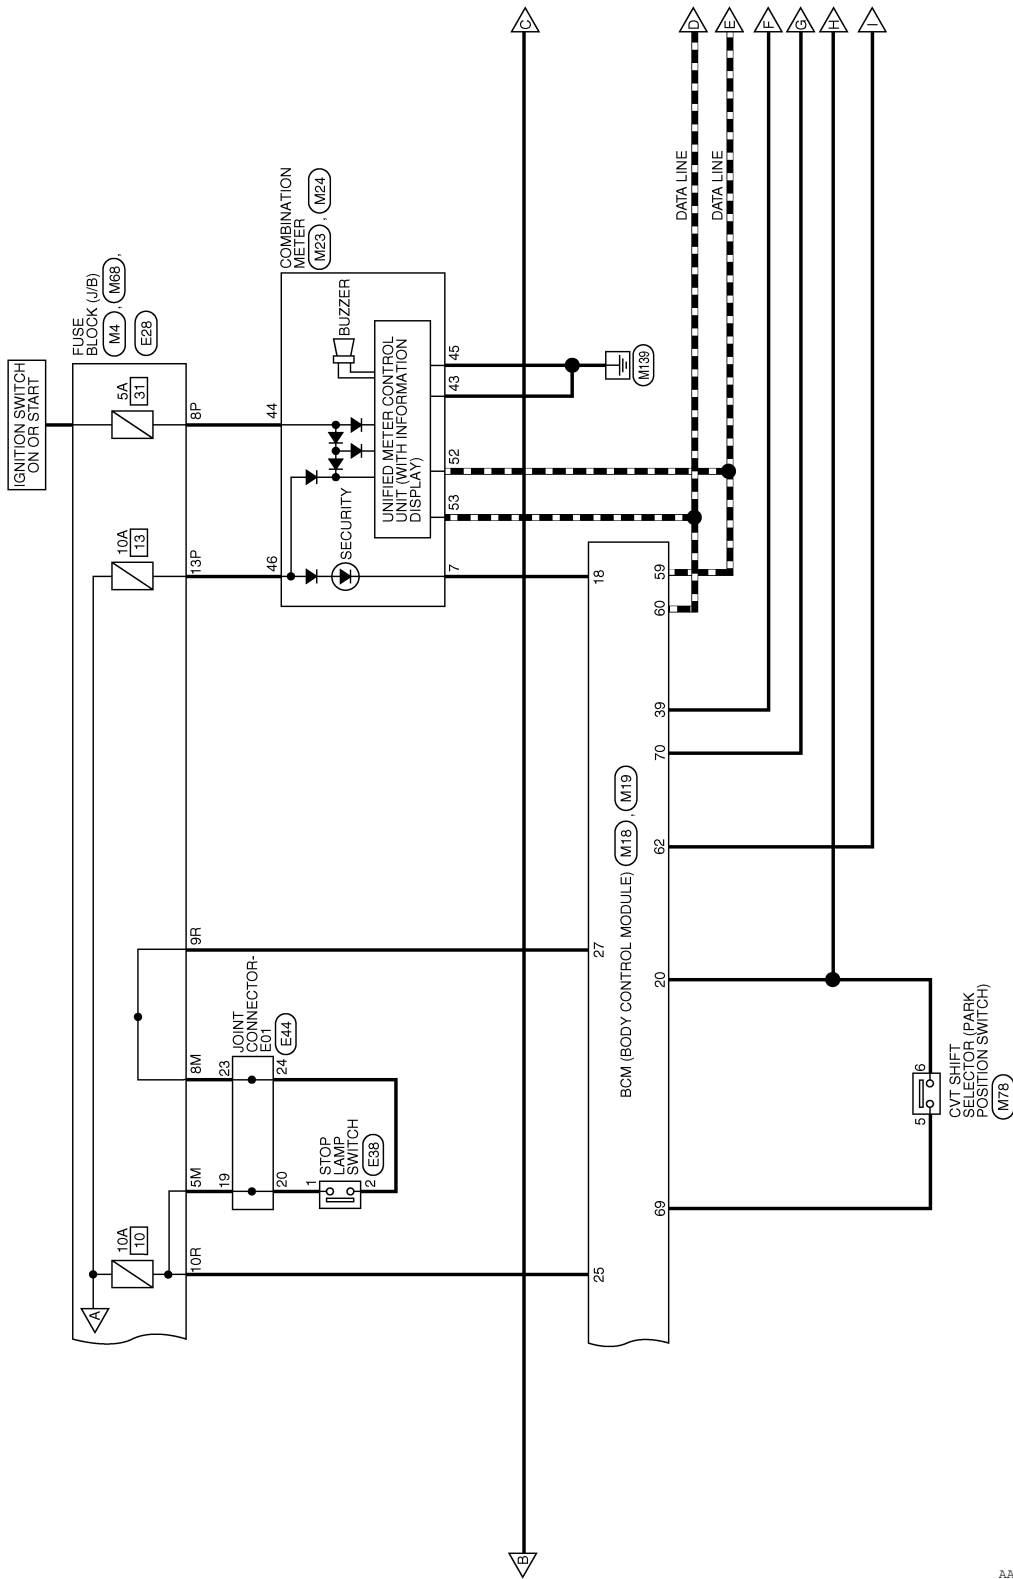 IGNITION SWITCH
ON OR START
FUSE
BLOCK (J/B)
M4 , M68 ,
E28
5A
31
8P
10A
13
13P
10A
10
10R
A
5M
8M
9R
COMBINATION
METER
M23 , M24
44
46
BUZZER
SECURITY
UNIFIED METER CONTROL
UNIT (WITH INFORMATION
DISPLAY)
7
53
52
43
45
M139
JOINT
CONNECTOR-
E01
E44
19
23
20
24
STOP
LAMP
SWITCH
E38
1
2
B
C
DATA LINE
DATA LINE
D
E
F
G
H
I
BCM (BODY CONTROL MODULE) M18 , M19
25
27
18
69
20
62
70
39
60
59
5
6
CVT SHIFT
SELECTOR (PARK
POSITION SWITCH)
M78
AA